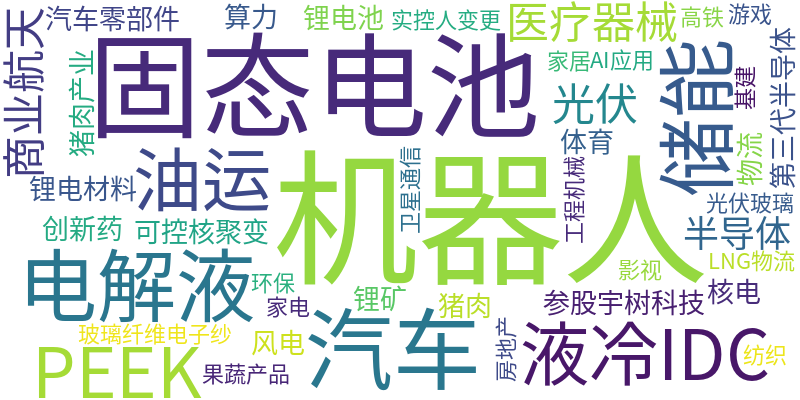 汽车零部件
算力
锂电池
实控人变更
医疗器械
高铁
游戏
商业航天
猪肉产业
固态电池
家居AI应用
储能
基建
第三代半导体
光伏
体育
物流
锂电材料
油运
机器人
卫星通信
工程机械
光伏玻璃
创新药
可控核聚变
半导体
电解液
环保
家电
锂矿
猪肉
影视
LNG物流
参股宇树科技
核电
玻璃纤维电子纱
风电
汽车
房地产
液冷IDC
纺织
PEEK
果蔬产品